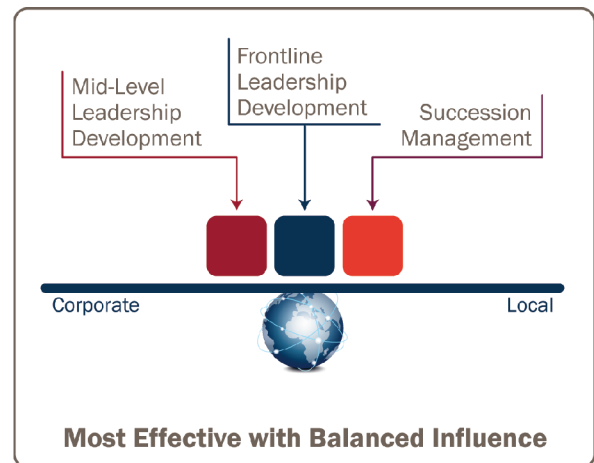 Mid-Level
Leadership
Development
Frontline
Leadership
Development
Succession
Management
Corporate
Local
Most Effective with Balanced Influence